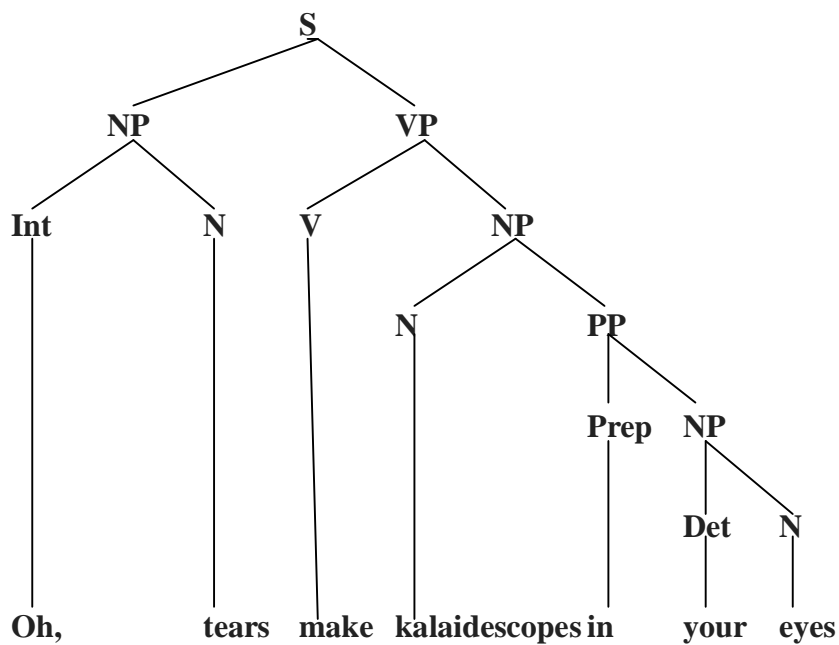 S
NP VP
Int N V NP
N PP
Prep NP
Det N
Oh, tears make kalaidescopes in your eyes